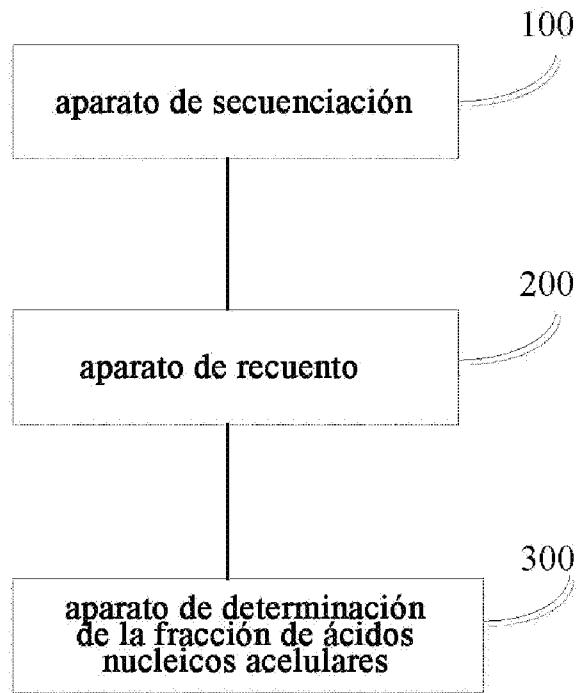 100
aparato de secuenciación
200
aparato de recuento
300
aparato de determinación
de la fracción de ácidos
nucleicos acelulares